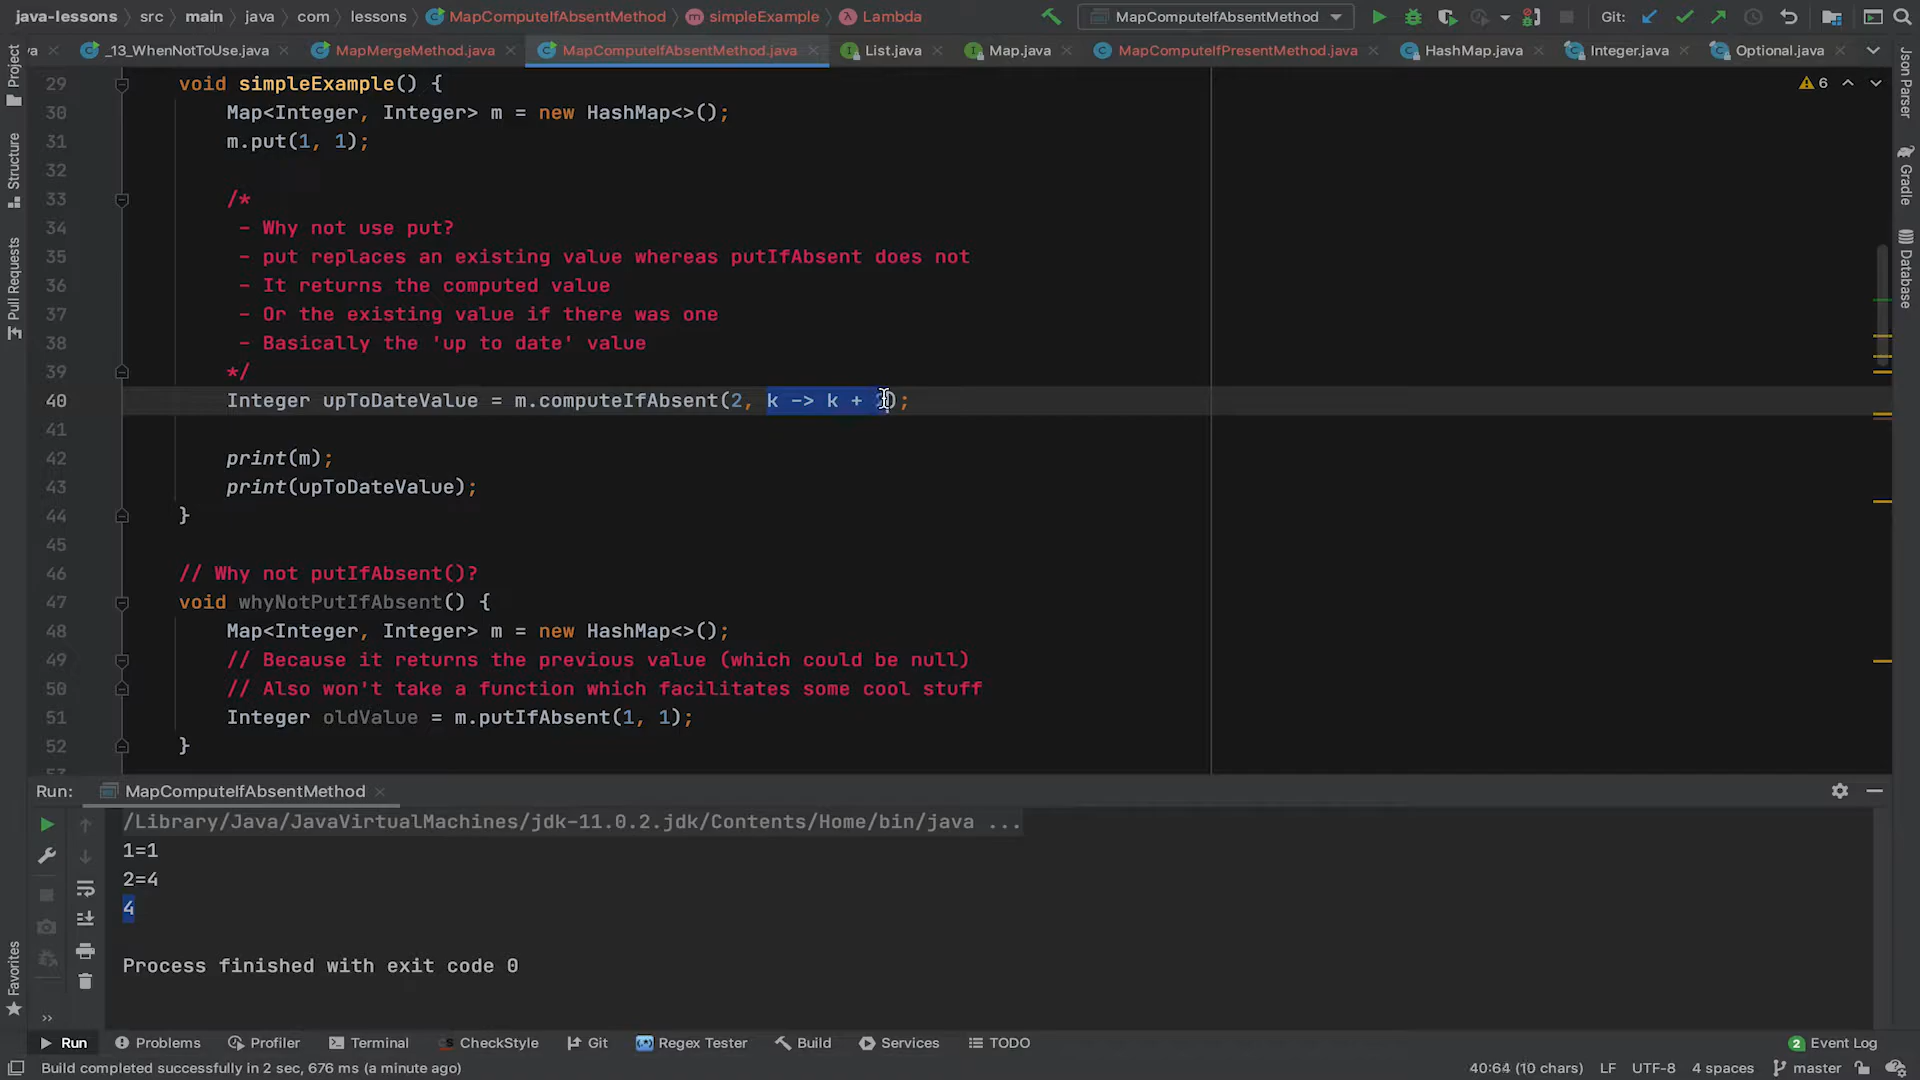 java-lessons › src › main › java › com › lessons › MapComputeIfAbsentMethod › simpleExample › Lambda
MapComputeIfAbsentMethod
Git:
va
_13_WhenNotToUse.java
MapMergeMethod.java
MapComputeIfAbsentMethod.java
List.java
Map.java
MapComputeIfPresentMethod.java
HashMap.java
Integer.java
Optional.java
Project
Structure
Pull Requests
Favorites
Json Parser
Gradle
Database
6
29 void simpleExample() {
30 Map<Integer, Integer> m = new HashMap<>();
31 m.put(1, 1);
32
33 /*
34 - Why not use put?
35 - put replaces an existing value whereas putIfAbsent does not
36 - It returns the computed value
37 - Or the existing value if there was one
38 - Basically the 'up to date' value
39 */
40 Integer upToDateValue = m.computeIfAbsent(2, k -> k + 2);
41
42 print(m);
43 print(upToDateValue);
44 }
45
46 // Why not putIfAbsent()?
47 void whyNotPutIfAbsent() {
48 Map<Integer, Integer> m = new HashMap<>();
49 // Because it returns the previous value (which could be null)
50 // Also won't take a function which facilitates some cool stuff
51 Integer oldValue = m.putIfAbsent(1, 1);
52 }
53
Run: MapComputeIfAbsentMethod
/Library/Java/JavaVirtualMachines/jdk-11.0.2.jdk/Contents/Home/bin/java ...
1=1
2=4
4
Process finished with exit code 0
Run Problems Profiler Terminal CheckStyle Git Regex Tester Build Services TODO 2 Event Log
Build completed successfully in 2 sec, 676 ms (a minute ago) 40:64 (10 chars) LF UTF-8 4 spaces master